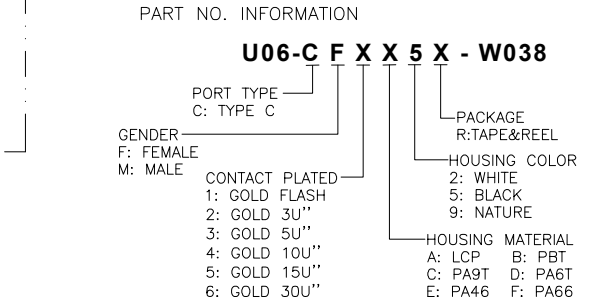 PART NO. INFORMATION
U06-C F X X 5 X - W038
PORT TYPE
C: TYPE C
GENDER
F: FEMALE
M: MALE
CONTACT PLATED
1: GOLD FLASH
2: GOLD 3U''
3: GOLD 5U''
4: GOLD 10U''
5: GOLD 15U''
6: GOLD 30U''
PACKAGE
R:TAPE&REEL
HOUSING COLOR
2: WHITE
5: BLACK
9: NATURE
HOUSING MATERIAL
A: LCP B: PBT
C: PA9T D: PA6T
E: PA46 F: PA66